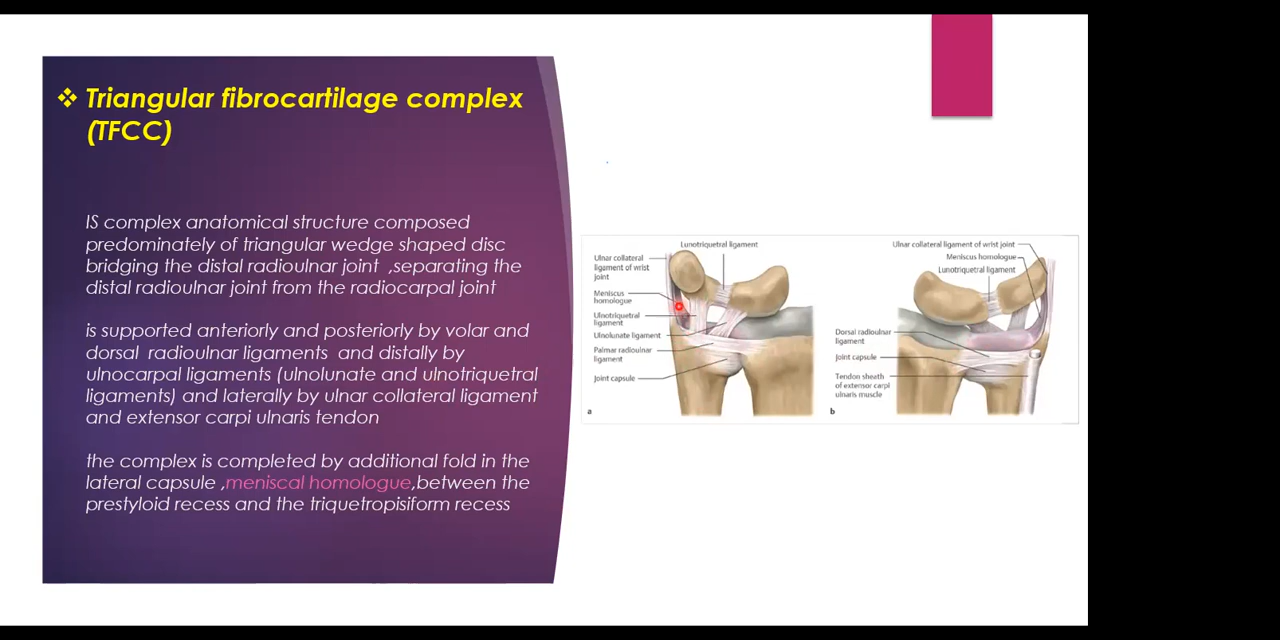 ❖ Triangular fibrocartilage complex
(TFCC)
IS complex anatomical structure composed
predominately of triangular wedge shaped disc
bridging the distal radioulnar joint ,separating the
distal radioulnar joint from the radiocarpal joint
is supported anteriorly and posteriorly by volar and
dorsal radioulnar ligaments and distally by
ulnocarpal ligaments (ulnolunate and ulnotriquetral
ligaments) and laterally by ulnar collateral ligament
and extensor carpi ulnaris tendon
the complex is completed by additional fold in the
lateral capsule ,meniscal homologue,between the
prestyloid recess and the triquetropisiform recess
Lunotriquetral ligament
Ulnar collateral
ligament of wrist
joint
Meniscus
homologue
Ulnotriquetral
ligament
Ulnolunate ligament
Palmar radioulnar
ligament
Joint capsule
a
Ulnar collateral ligament of wrist joint
Meniscus homologue
Lunotriquetral ligament
Dorsal radioulnar
ligament
Joint capsule
Tendon sheath
of extensor carpi
ulnaris muscle
b